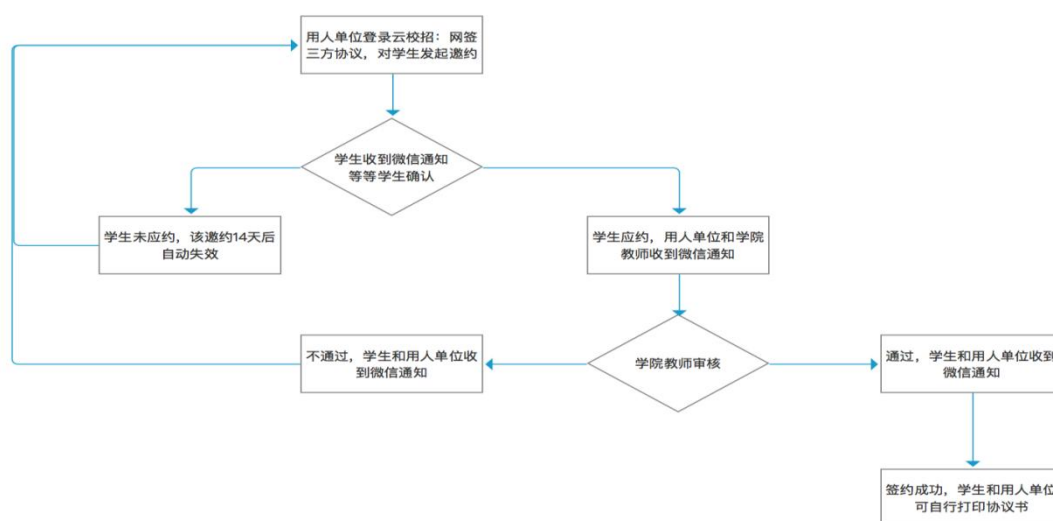 用人单位登录云校招：网签
三方协议，对学生发起邀约
学生收到微信通知
等等学生确认
学生未应约，该邀约14天后
自动失效
学生应约，用人单位和学院
教师收到微信通知
不通过，学生和用人单位收
到微信通知
学院教师审核
通过，学生和用人单位收到
微信通知
签约成功，学生和用人单位
可自行打印协议书